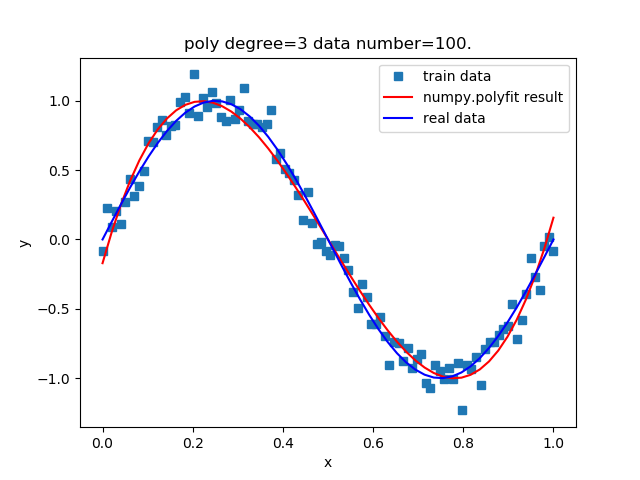 poly degree=3 data number=100.
train data
numpy.polyfit result
real data
1.0
0.5
0.0
−0.5
−1.0
y
0.0 0.2 0.4 0.6 0.8 1.0
x